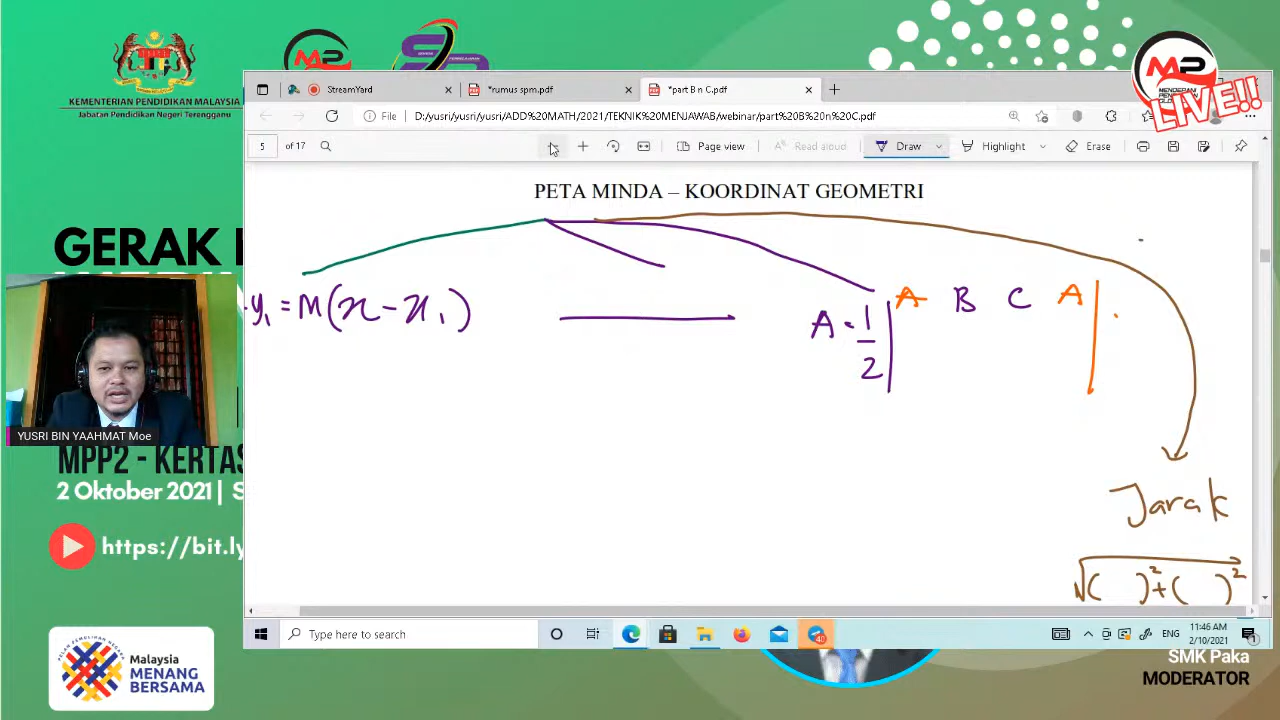 KEMENTERIAN PENDIDIKAN MALAYSIA
Jabatan Pendidikan Negeri Terengganu
MP
MP
LIVE!!
StreamYard
*rumus spm.pdf
*part B n C.pdf
File D:/yusri/yusri/yusri/ADD%20MATH/2021/TEKNIK%20MENJAWAB/webinar/part%20B%20n%20C.pdf
5 of 17
Page view
Read aloud
Draw
Highlight
Erase
PETA MINDA – KOORDINAT GEOMETRI
y₁ = M(x - x₁)
A = 1/2 | A B C A |
Jarak
√( )² + ( )²
GERAK
YUSRI BIN YAAHMAT Moe
MPP2 - KERTAS
2 Oktober 2021 | S
https://bit.ly
Malaysia
MENANG
BERSAMA
Type here to search
ENG
11:46 AM
2/10/2021
SMK Paka
MODERATOR